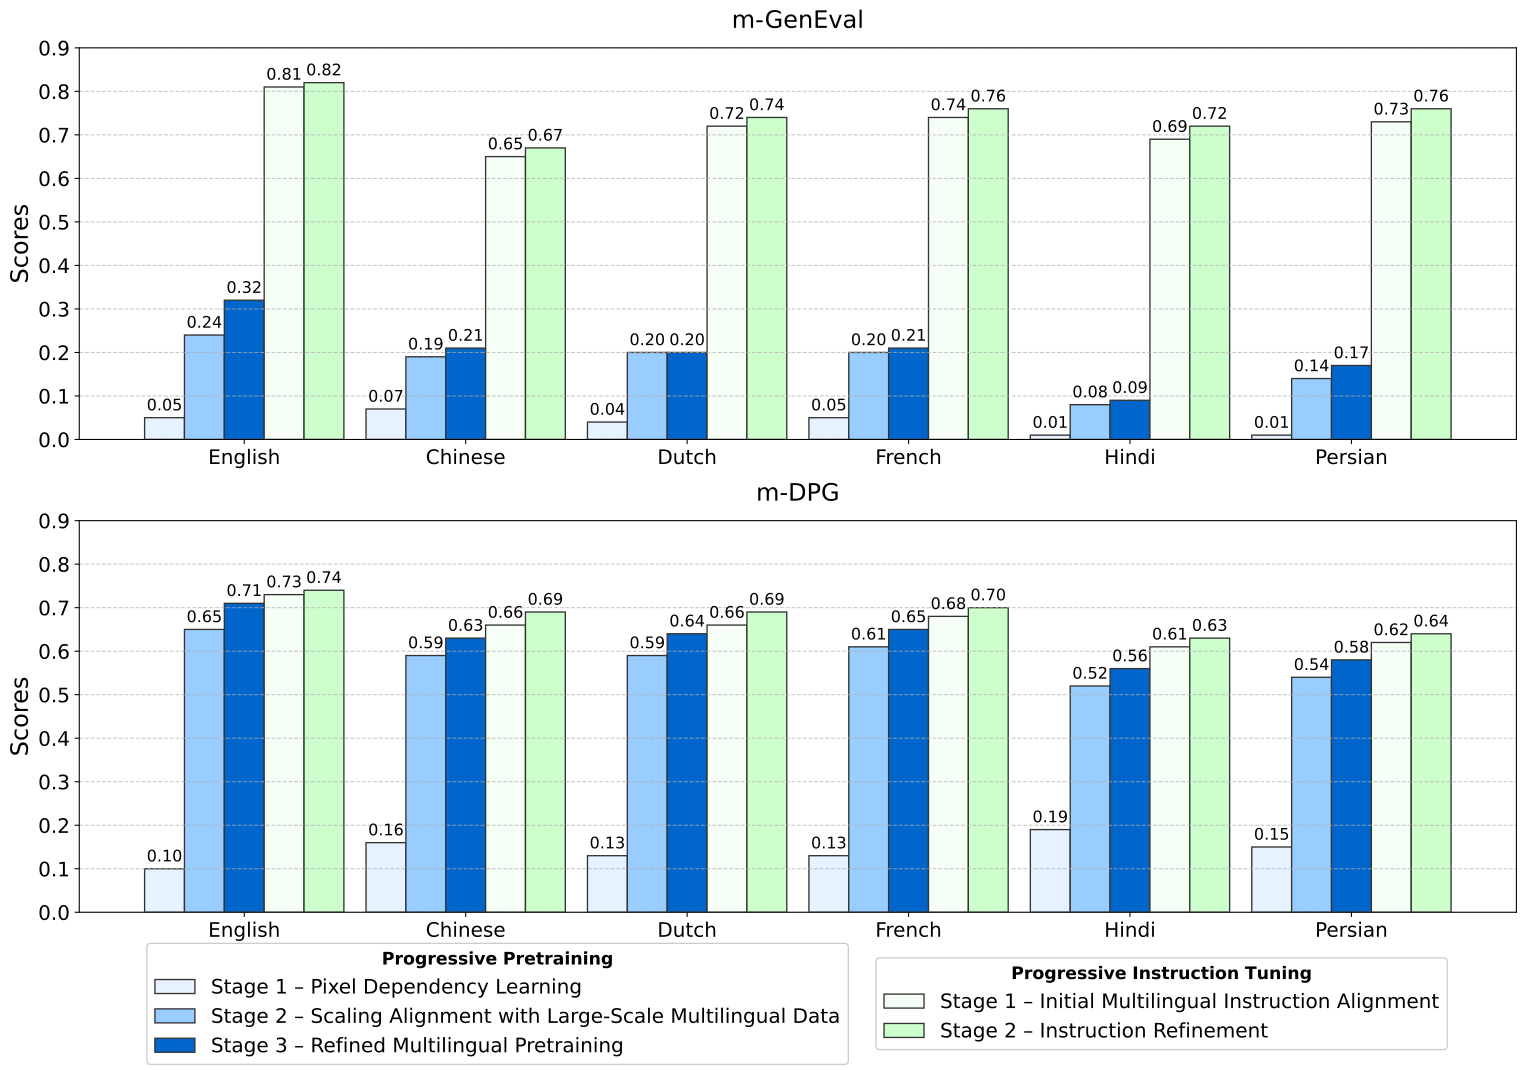 m-GenEval
Scores
0.9
0.8
0.7
0.6
0.5
0.4
0.3
0.2
0.1
0.0
0.05 0.24 0.32 0.81 0.82
0.07 0.19 0.21 0.65 0.67
0.04 0.20 0.20 0.72 0.74
0.05 0.20 0.21 0.74 0.76
0.01 0.08 0.09 0.69 0.72
0.01 0.14 0.17 0.73 0.76
English Chinese Dutch French Hindi Persian
m-DPG
Scores
0.9
0.8
0.7
0.6
0.5
0.4
0.3
0.2
0.1
0.0
0.10 0.65 0.71 0.73 0.74
0.16 0.59 0.63 0.66 0.69
0.13 0.59 0.64 0.66 0.69
0.13 0.61 0.65 0.68 0.70
0.19 0.52 0.56 0.61 0.63
0.15 0.54 0.58 0.62 0.64
English Chinese Dutch French Hindi Persian
Progressive Pretraining
Stage 1 – Pixel Dependency Learning
Stage 2 – Scaling Alignment with Large-Scale Multilingual Data
Stage 3 – Refined Multilingual Pretraining
Progressive Instruction Tuning
Stage 1 – Initial Multilingual Instruction Alignment
Stage 2 – Instruction Refinement